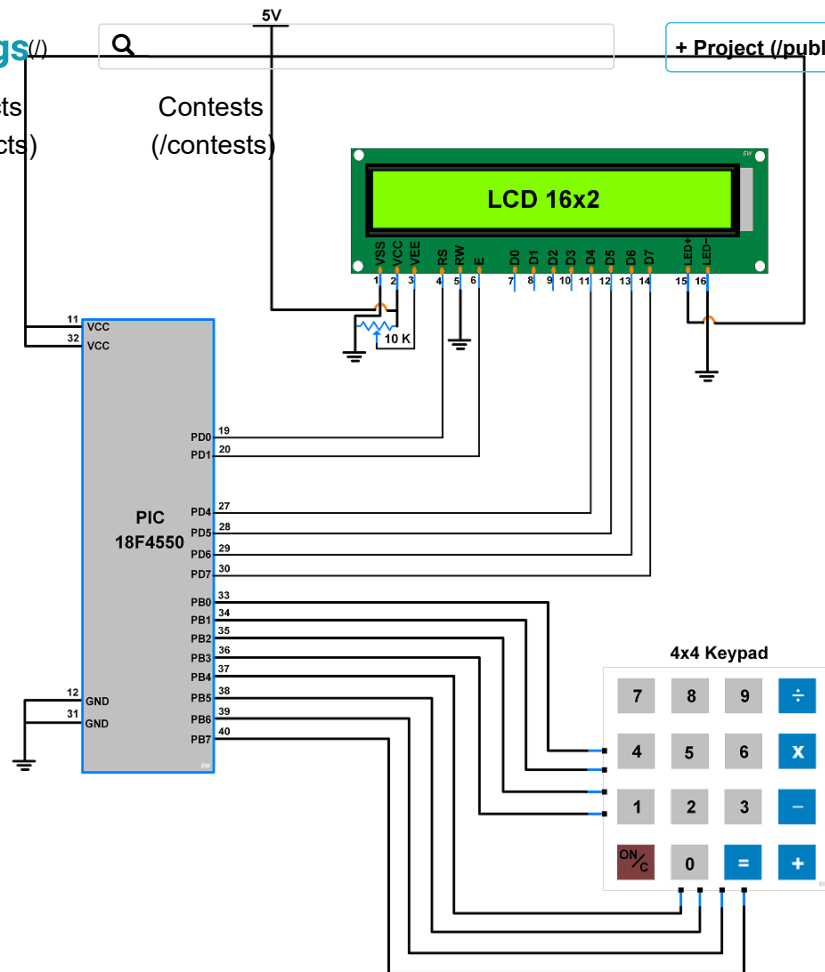 5V
gs(/)
+ Project (/publ
cts
Contests
cts)
(/contests)
EW
LCD 16x2
VSS VCC VEE RS RW E D0 D1 D2 D3 D4 D5 D6 D7 LED+ LED−
1 2 3 4 5 6 7 8 9 10 11 12 13 14 15 16
10 K
11 VCC
32 VCC
PD0 19
PD1 20
PIC
18F4550
PD4 27
PD5 28
PD6 29
PD7 30
PB0 33
PB1 34
PB2 35
PB3 36
PB4 37
PB5 38
PB6 39
PB7 40
12 GND
31 GND
EW
4x4 Keypad
7 8 9 ÷
4 5 6 X
1 2 3 −
ON/C 0 = +